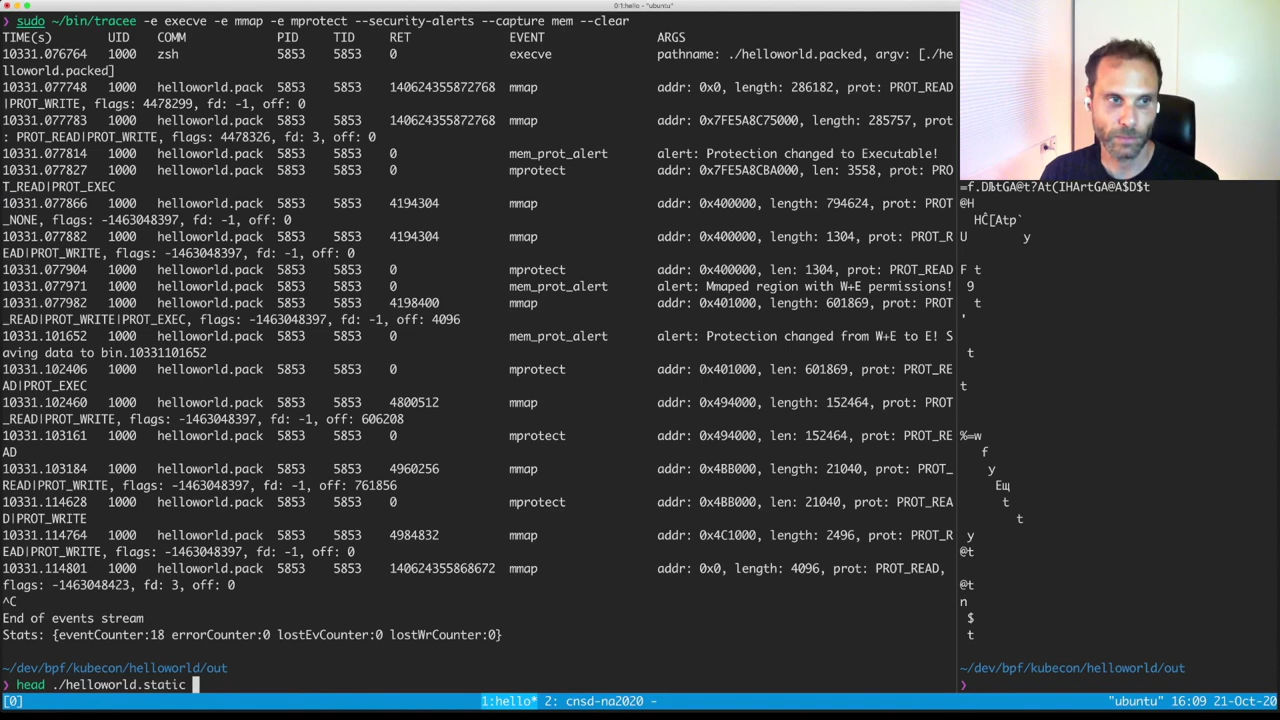 0:1:hello - "ubuntu"
❯ sudo ~/bin/tracee -e execve -e mmap -e mprotect --security-alerts --capture mem --clear
TIME(s) UID COMM PID TID RET EVENT ARGS
10331.076764 1000 zsh 5853 5853 0 execve pathname: ./helloworld.packed, argv: [./he
lloworld.packed]
10331.077748 1000 helloworld.pack 5853 5853 140624355872768 mmap addr: 0x0, length: 286182, prot: PROT_READ
|PROT_WRITE, flags: 4478299, fd: -1, off: 0
10331.077783 1000 helloworld.pack 5853 5853 140624355872768 mmap addr: 0x7FE5A8C75000, length: 285757, prot
: PROT_READ|PROT_WRITE, flags: 4478326, fd: 3, off: 0
10331.077814 1000 helloworld.pack 5853 5853 0 mem_prot_alert alert: Protection changed to Executable!
10331.077827 1000 helloworld.pack 5853 5853 0 mprotect addr: 0x7FE5A8CBA000, len: 3558, prot: PRO
T_READ|PROT_EXEC
10331.077866 1000 helloworld.pack 5853 5853 4194304 mmap addr: 0x400000, length: 794624, prot: PROT
_NONE, flags: -1463048397, fd: -1, off: 0
10331.077882 1000 helloworld.pack 5853 5853 4194304 mmap addr: 0x400000, length: 1304, prot: PROT_R
EAD|PROT_WRITE, flags: -1463048397, fd: -1, off: 0
10331.077904 1000 helloworld.pack 5853 5853 0 mprotect addr: 0x400000, len: 1304, prot: PROT_READ
10331.077971 1000 helloworld.pack 5853 5853 0 mem_prot_alert alert: Mmaped region with W+E permissions!
10331.077982 1000 helloworld.pack 5853 5853 4198400 mmap addr: 0x401000, length: 601869, prot: PROT
_READ|PROT_WRITE|PROT_EXEC, flags: -1463048397, fd: -1, off: 4096
10331.101652 1000 helloworld.pack 5853 5853 0 mem_prot_alert alert: Protection changed from W+E to E! S
aving data to bin.10331101652
10331.102406 1000 helloworld.pack 5853 5853 0 mprotect addr: 0x401000, len: 601869, prot: PROT_RE
AD|PROT_EXEC
10331.102460 1000 helloworld.pack 5853 5853 4800512 mmap addr: 0x494000, length: 152464, prot: PROT
_READ|PROT_WRITE, flags: -1463048397, fd: -1, off: 606208
10331.103161 1000 helloworld.pack 5853 5853 0 mprotect addr: 0x494000, len: 152464, prot: PROT_RE
AD
10331.103184 1000 helloworld.pack 5853 5853 4960256 mmap addr: 0x4BB000, length: 21040, prot: PROT_
READ|PROT_WRITE, flags: -1463048397, fd: -1, off: 761856
10331.114628 1000 helloworld.pack 5853 5853 0 mprotect addr: 0x4BB000, len: 21040, prot: PROT_REA
D|PROT_WRITE
10331.114764 1000 helloworld.pack 5853 5853 4984832 mmap addr: 0x4C1000, length: 2496, prot: PROT_R
EAD|PROT_WRITE, flags: -1463048397, fd: -1, off: 0
10331.114801 1000 helloworld.pack 5853 5853 140624355868672 mmap addr: 0x0, length: 4096, prot: PROT_READ,
flags: -1463048423, fd: 3, off: 0
^C
End of events stream
Stats: {eventCounter:18 errorCounter:0 lostEvCounter:0 lostWrCounter:0}
~/dev/bpf/kubecon/helloworld/out
❯ head ./helloworld.static
@H
HĈ[Atp`
U y
F t
9
t
'
t
t
%=w
f
y
Ещ
t
t
y
@t
@t
n
$
t
~/dev/bpf/kubecon/helloworld/out
❯
[0] 1:hello* 2: cnsd-na2020 - "ubuntu" 16:09 21-Oct-20